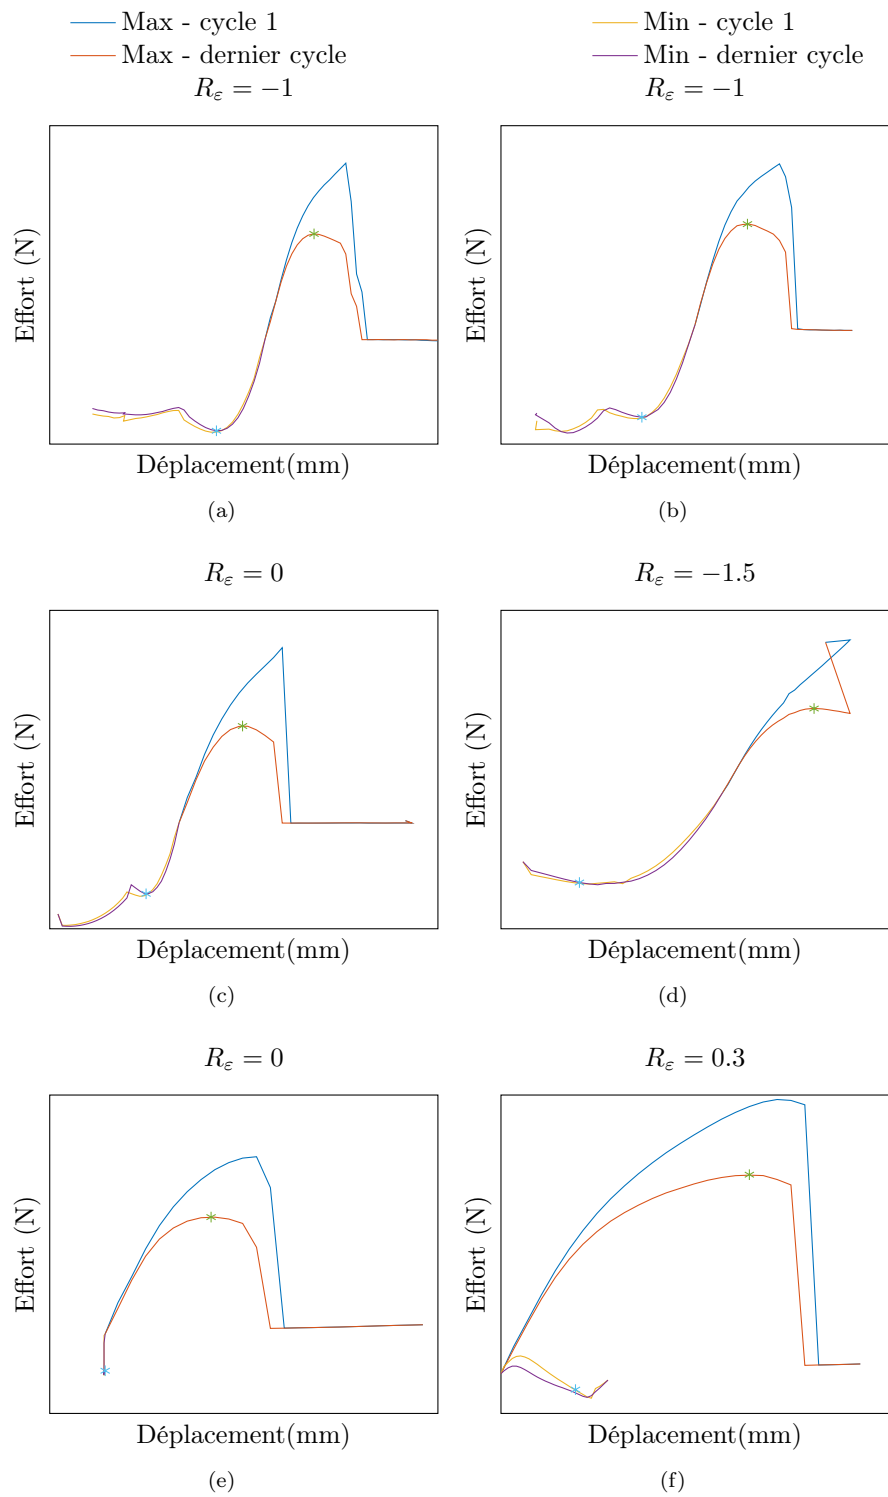 Max - cycle 1
Max - dernier cycle
Min - cycle 1
Min - dernier cycle
R_ε = −1
R_ε = −1
Effort (N)
Déplacement(mm)
(a)
Effort (N)
Déplacement(mm)
(b)
R_ε = 0
R_ε = −1.5
Effort (N)
Déplacement(mm)
(c)
Effort (N)
Déplacement(mm)
(d)
R_ε = 0
R_ε = 0.3
Effort (N)
Déplacement(mm)
(e)
Effort (N)
Déplacement(mm)
(f)